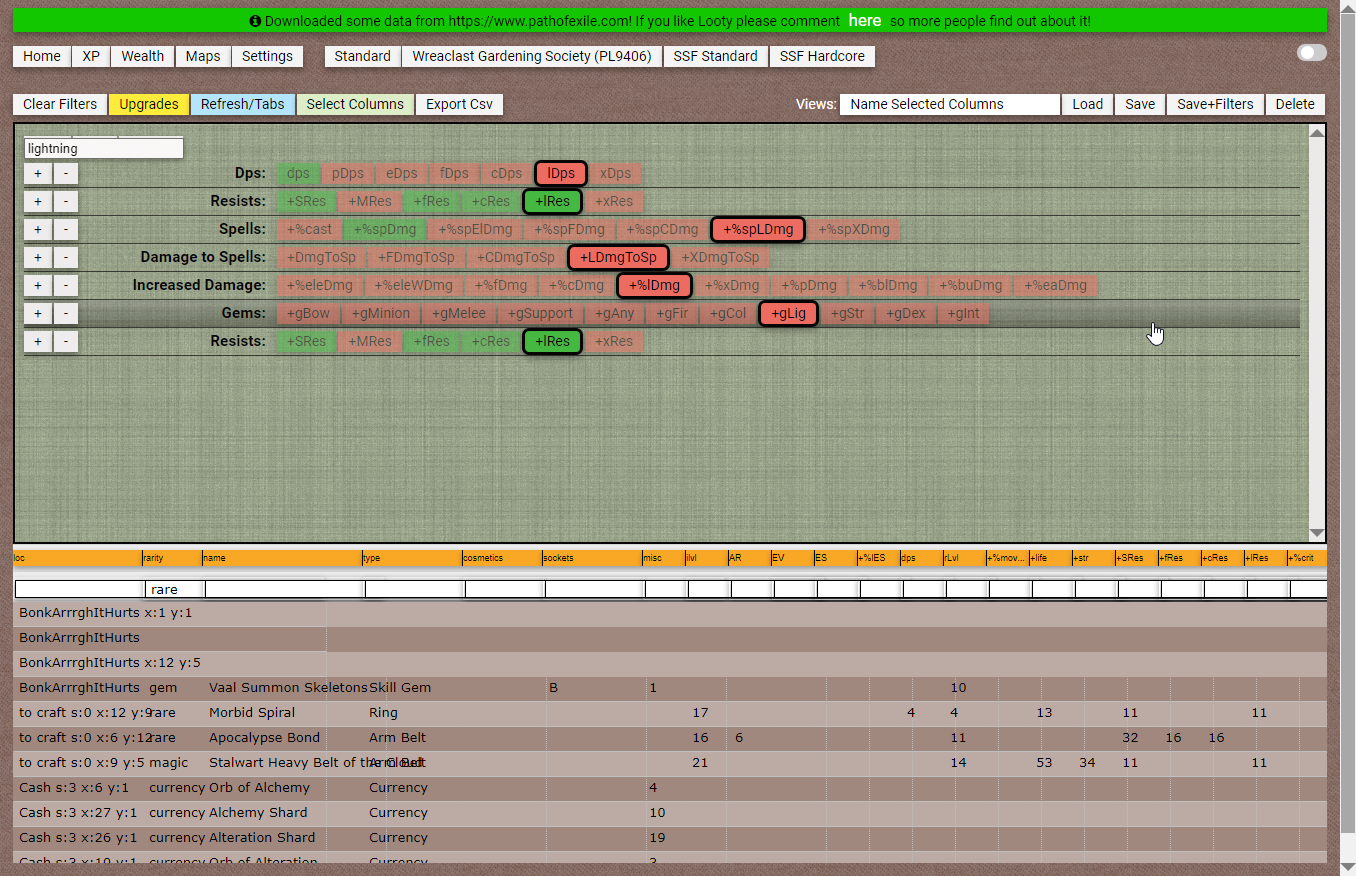 Downloaded some data from https://www.pathofexile.com! If you like Looty please comment here so more people find out about it!
Home XP Wealth Maps Settings Standard Wreaclast Gardening Society (PL9406) SSF Standard SSF Hardcore
Clear Filters Upgrades Refresh/Tabs Select Columns Export Csv Views: Name Selected Columns Load Save Save+Filters Delete
lightning
+ - Dps: dps pDps eDps fDps cDps lDps xDps
+ - Resists: +SRes +MRes +fRes +cRes +lRes +xRes
+ - Spells: +%cast +%spDmg +%spElDmg +%spFDmg +%spCDmg +%spLDmg +%spXDmg
+ - Damage to Spells: +DmgToSp +FDmgToSp +CDmgToSp +LDmgToSp +XDmgToSp
+ - Increased Damage: +%eleDmg +%eleWDmg +%fDmg +%cDmg +%lDmg +%xDmg +%pDmg +%blDmg +%buDmg +%eaDmg
+ - Gems: +gBow +gMinion +gMelee +gSupport +gAny +gFir +gCol +gLig +gStr +gDex +gInt
+ - Resists: +SRes +MRes +fRes +cRes +lRes +xRes
loc rarity name type cosmetics sockets misc ilvl AR EV ES +%IES dps rLvl +%mov... +life +str +SRes +fRes +cRes +lRes +%crit
rare
BonkArrrghItHurts x:1 y:1
BonkArrrghItHurts
BonkArrrghItHurts x:12 y:5
BonkArrrghItHurts gem Vaal Summon Skeletons Skill Gem B 1 10
to craft s:0 x:12 y:9 rare Morbid Spiral Ring 17 4 4 13 11 11
to craft s:0 x:6 y:12 rare Apocalypse Bond Arm Belt 16 6 11 32 16 16
to craft s:0 x:9 y:5 magic Stalwart Heavy Belt of the Cloud Arm Belt 21 14 53 34 11 11
Cash s:3 x:6 y:1 currency Orb of Alchemy Currency 4
Cash s:3 x:27 y:1 currency Alchemy Shard Currency 10
Cash s:3 x:26 y:1 currency Alteration Shard Currency 19
Cash s:3 x:10 y:1 currency Orb of Alteration Currency